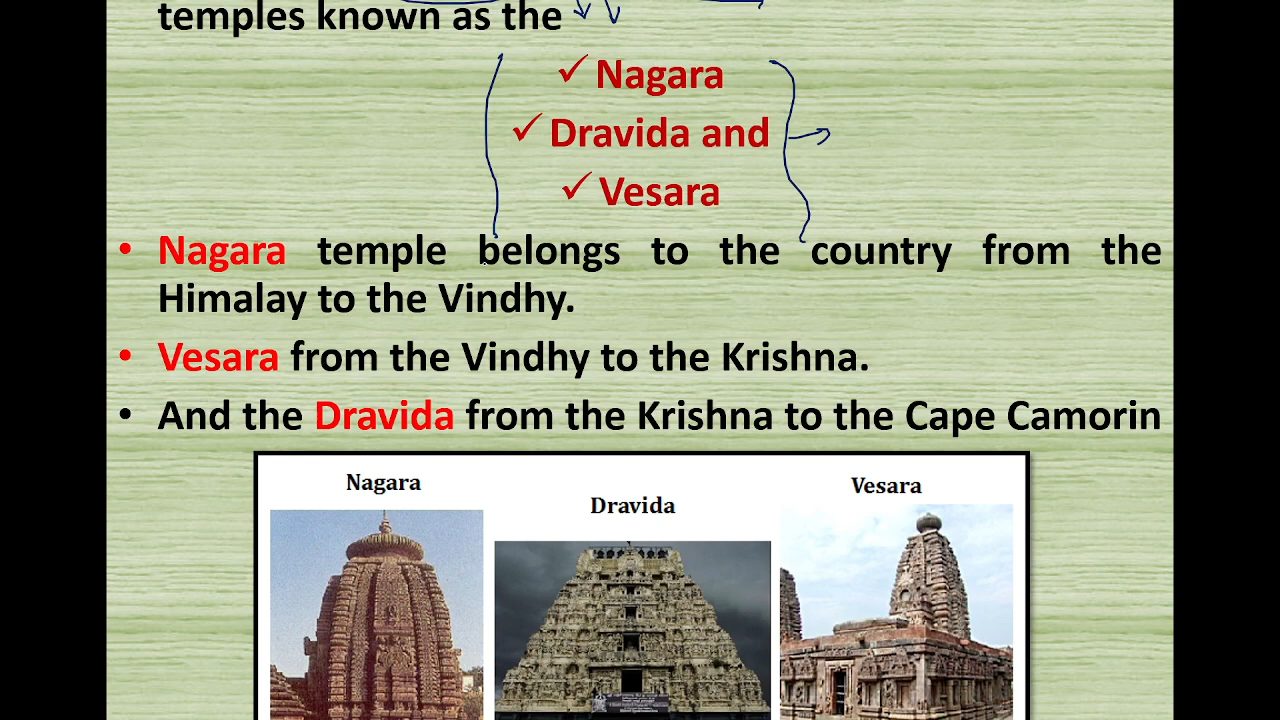 temples known as the
✓ Nagara
✓ Dravida and
✓ Vesara
• Nagara temple belongs to the country from the
Himalay to the Vindhy.
• Vesara from the Vindhy to the Krishna.
• And the Dravida from the Krishna to the Cape Camorin
Nagara
Dravida
Vesara